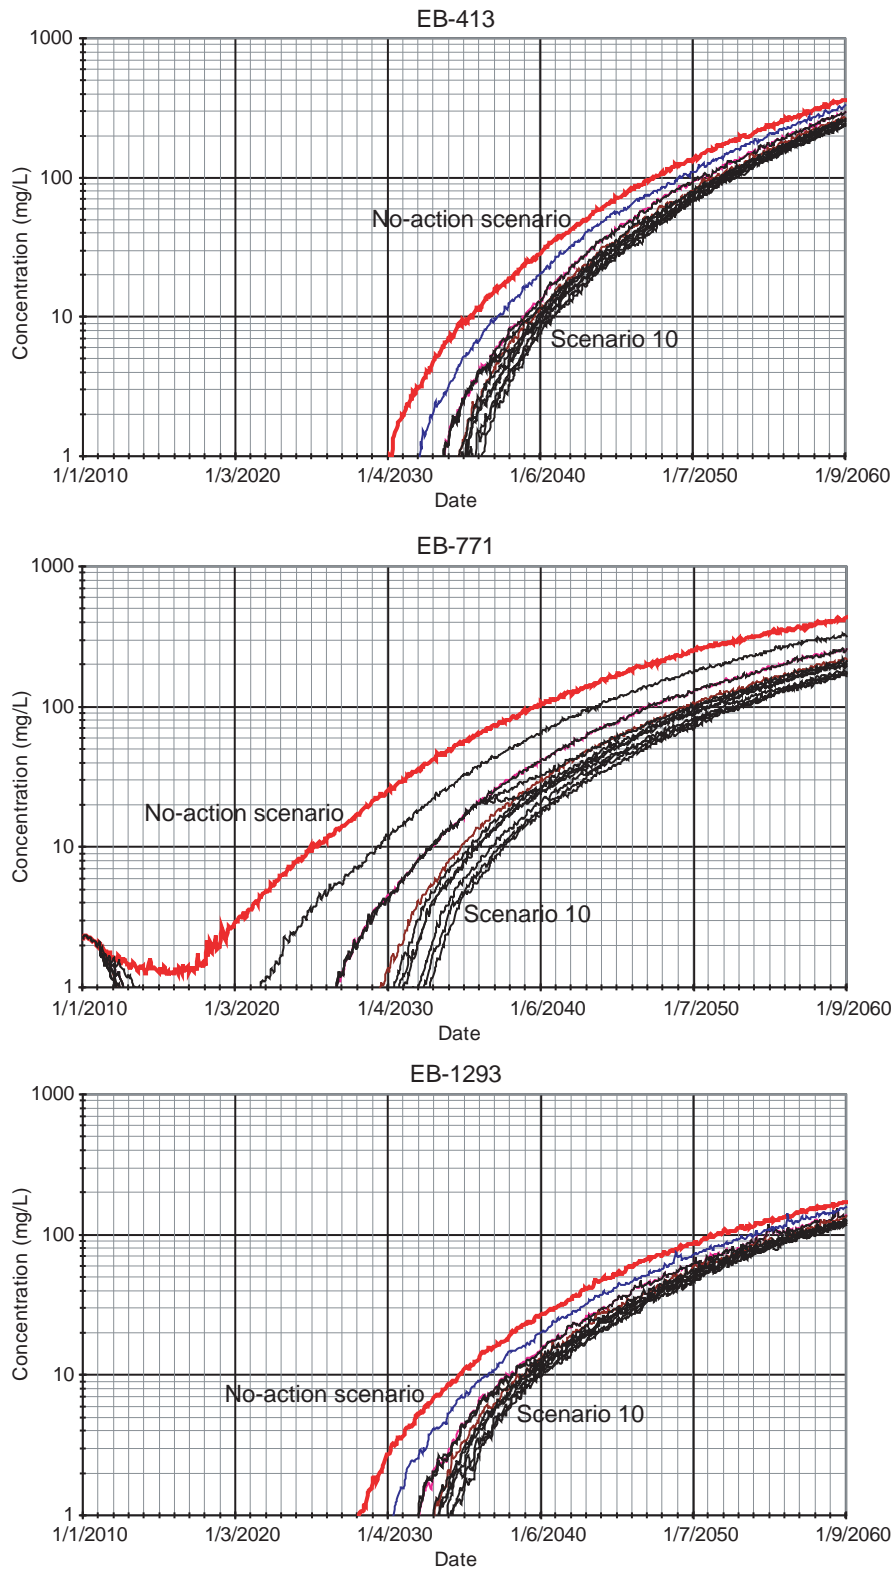 EB-413
1000
100
10
1
Concentration (mg/L)
No-action scenario
Scenario 10
1/1/2010 1/3/2020 1/4/2030 1/6/2040 1/7/2050 1/9/2060
Date
EB-771
1000
100
10
1
Concentration (mg/L)
No-action scenario
Scenario 10
1/1/2010 1/3/2020 1/4/2030 1/6/2040 1/7/2050 1/9/2060
Date
EB-1293
1000
100
10
1
Concentration (mg/L)
No-action scenario
Scenario 10
1/1/2010 1/3/2020 1/4/2030 1/6/2040 1/7/2050 1/9/2060
Date